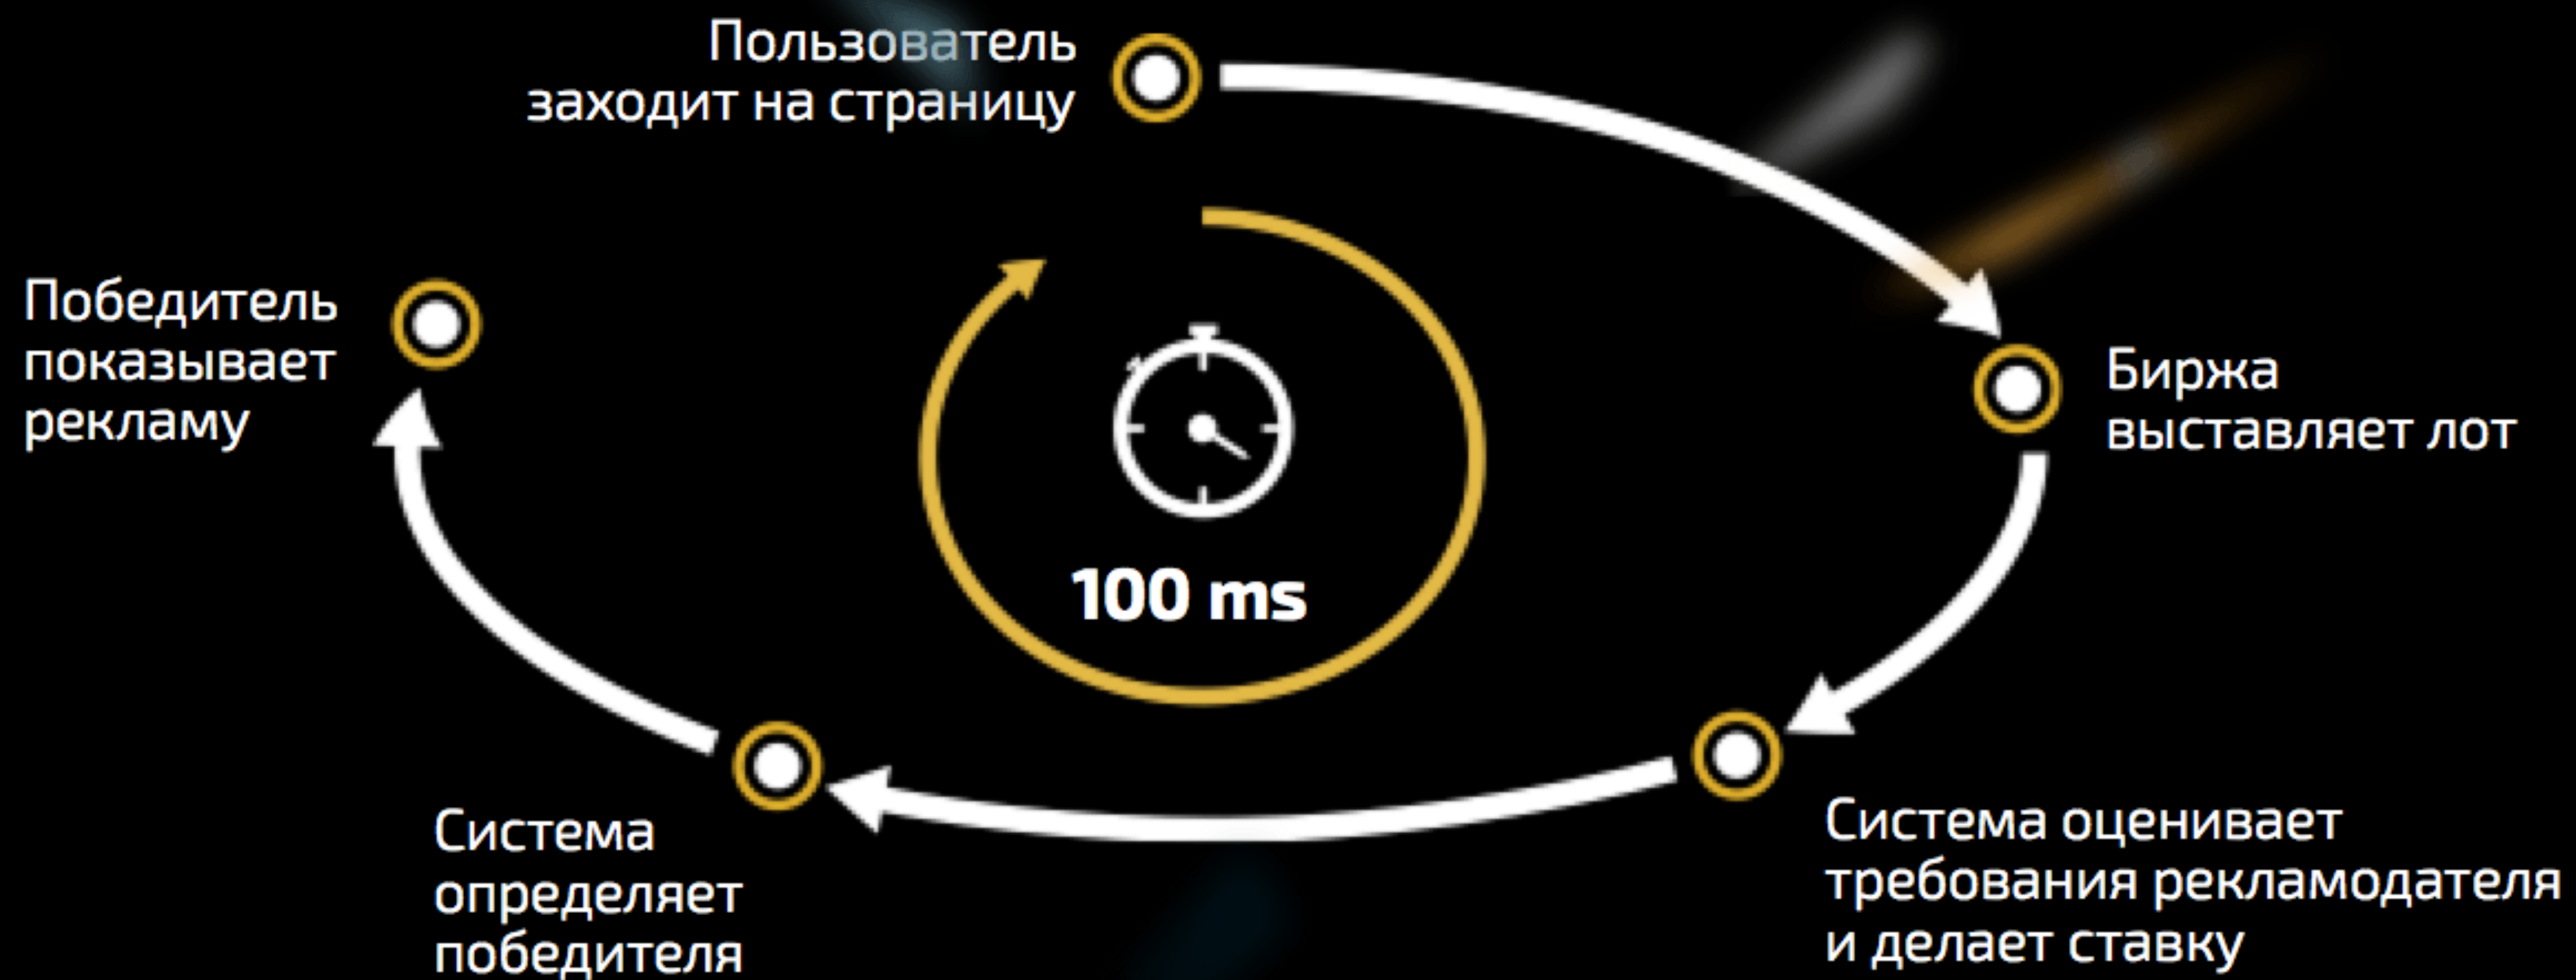 Пользователь
заходит на страницу
Биржа
выставляет лот
Система оценивает
требования рекламодателя
и делает ставку
Система
определяет
победителя
Победитель
показывает
рекламу
100 ms